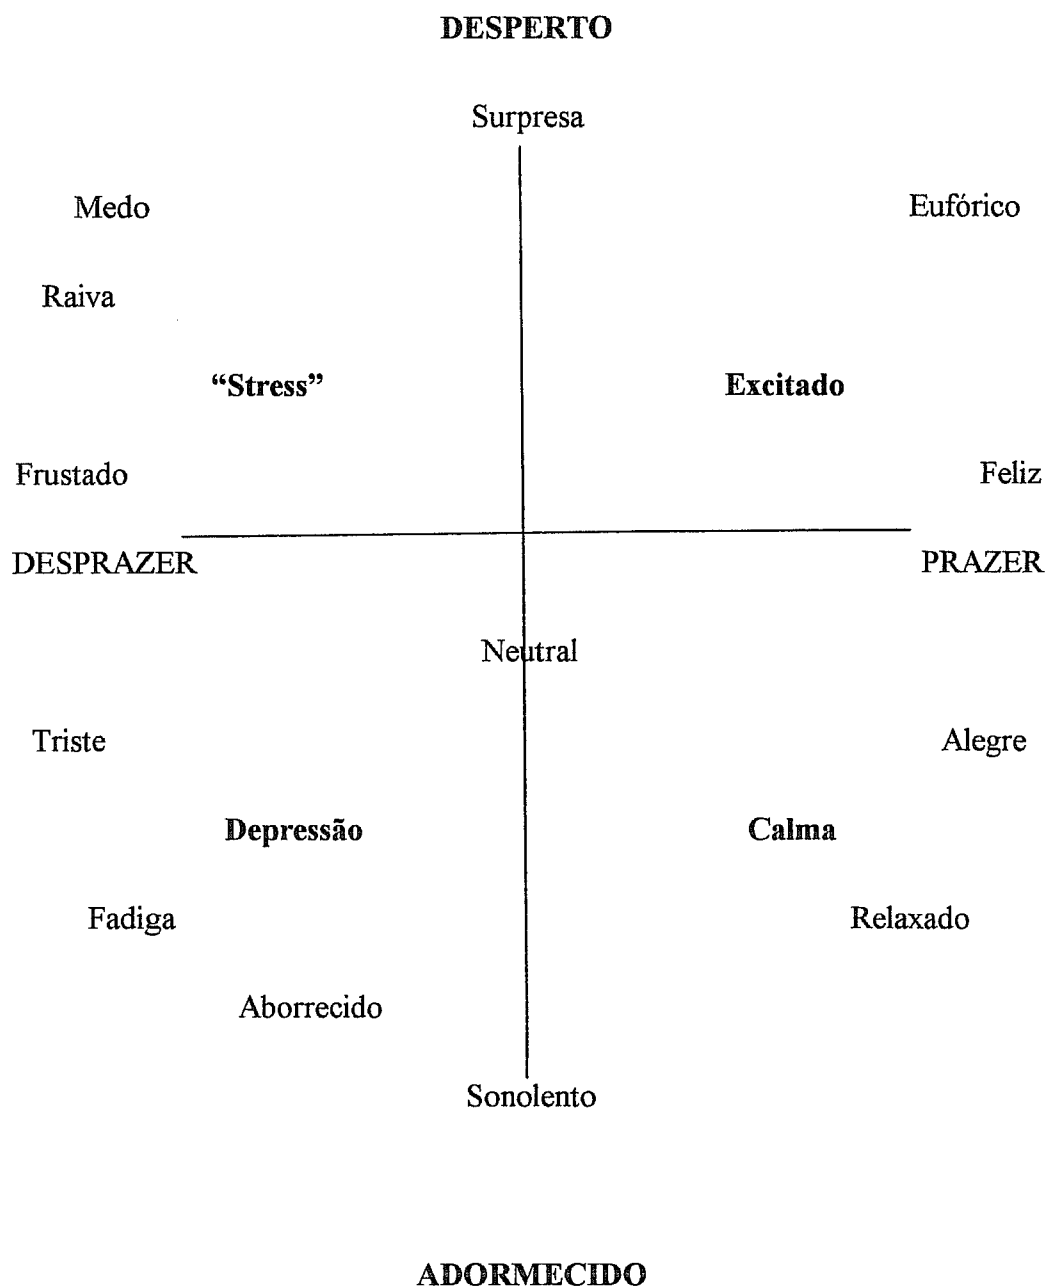 DESPERTO
Surpresa
Medo Eufórico
Raiva
“Stress” Excitado
Frustado Feliz
DESPRAZER PRAZER
Neutral
Triste Alegre
Depressão Calma
Fadiga Relaxado
Aborrecido
Sonolento
ADORMECIDO